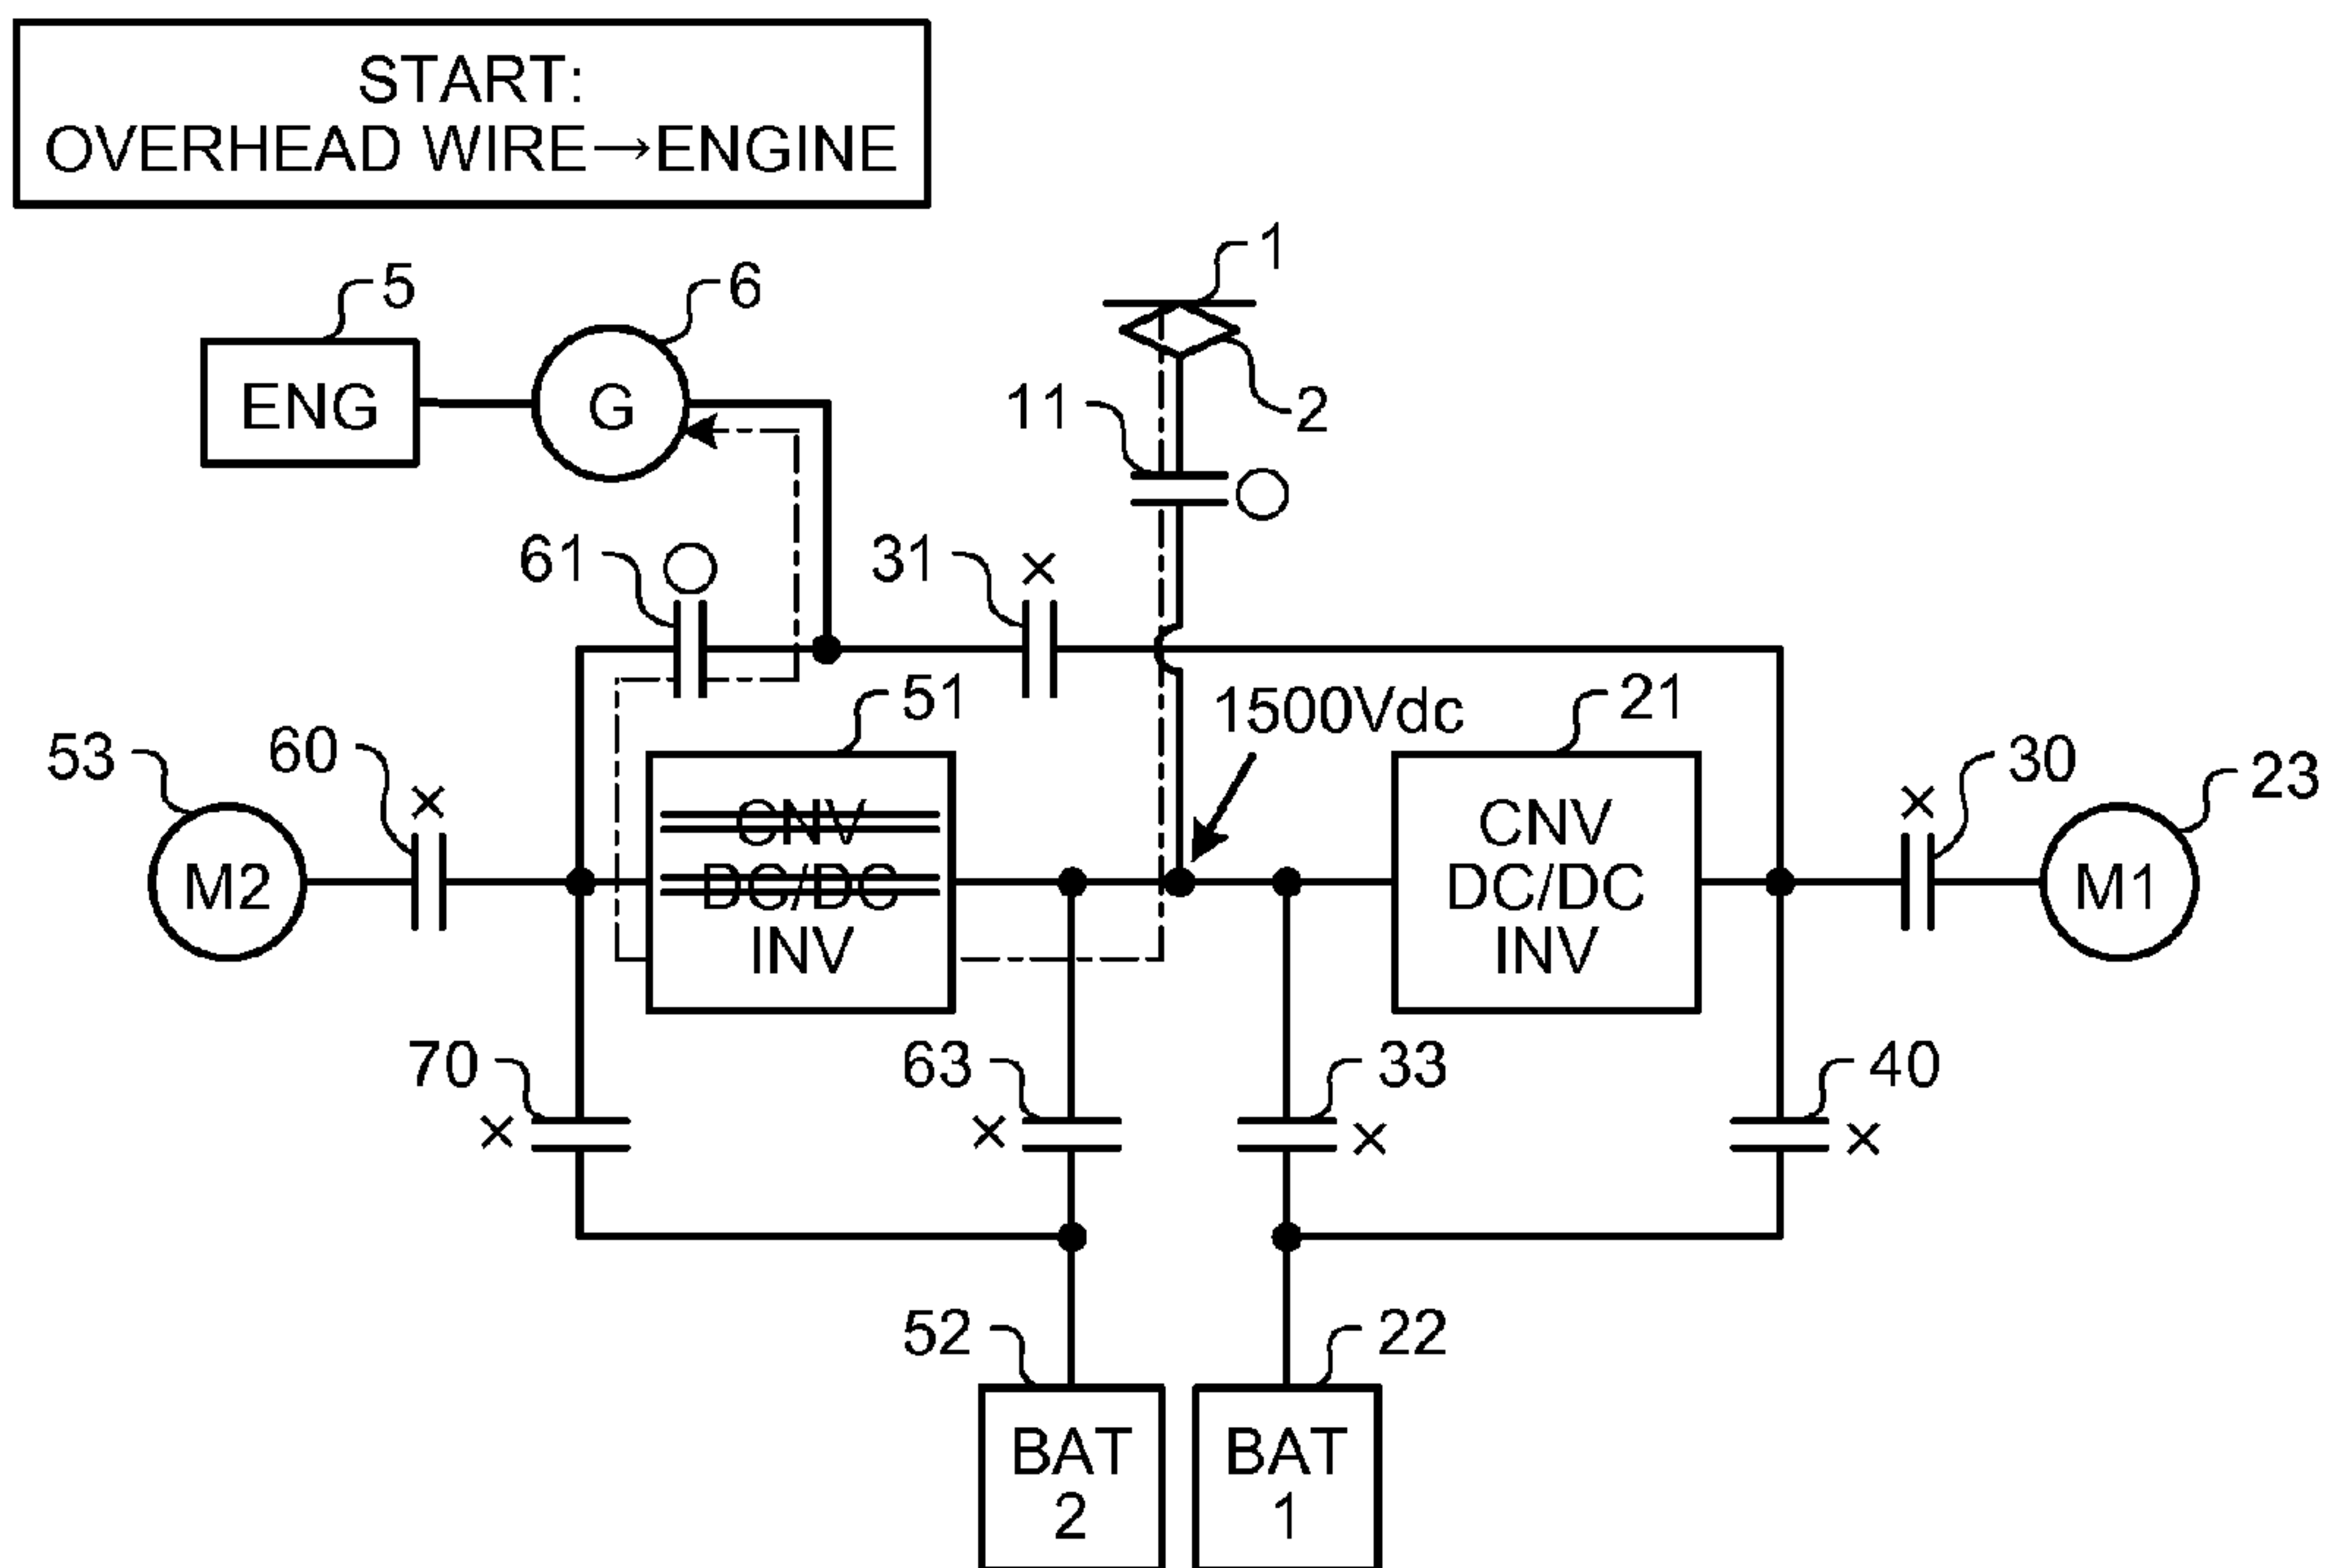 START:
OVERHEAD WIRE→ENGINE
1
5
6
ENG
G
11
2
61
31
×
51
1500Vdc
21
53
60
×
30
×
23
M2
CNV
DC/DC
INV
CNV
DC/DC
INV
M1
70
×
63
×
33
×
40
×
52
22
BAT
2
BAT
1